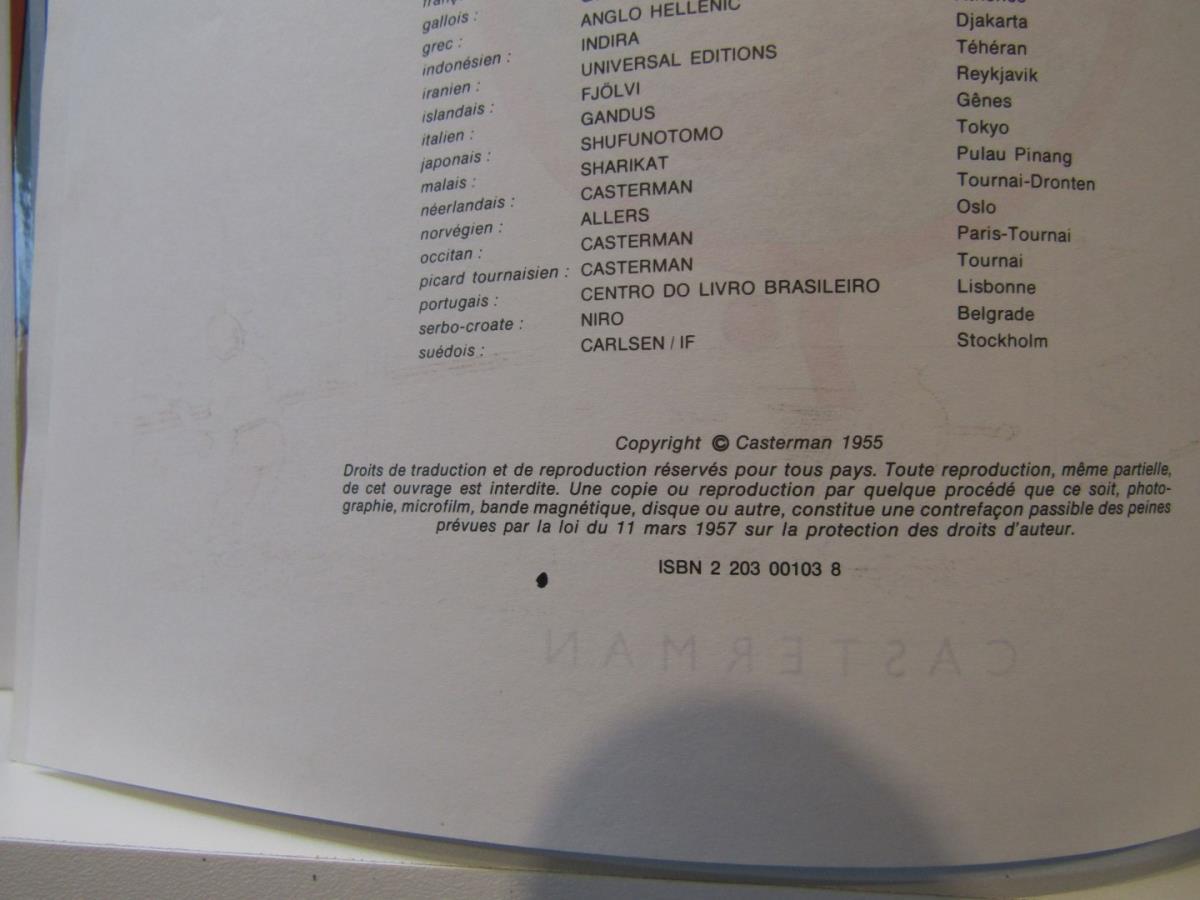 gallois :
grec : ANGLO HELLENIC
indonésien : INDIRA Djakarta
iranien : UNIVERSAL EDITIONS Téhéran
islandais : FJÖLVI Reykjavik
italien : GANDUS Gênes
japonais : SHUFUNOTOMO Tokyo
malais : SHARIKAT Pulau Pinang
néerlandais : CASTERMAN Tournai-Dronten
norvégien : ALLERS Oslo
occitan : CASTERMAN Paris-Tournai
picard tournaisien : CASTERMAN Tournai
portugais : CENTRO DO LIVRO BRASILEIRO Lisbonne
serbo-croate : NIRO Belgrade
suédois : CARLSEN / IF Stockholm
Copyright © Casterman 1955
Droits de traduction et de reproduction réservés pour tous pays. Toute reproduction, même partielle,
de cet ouvrage est interdite. Une copie ou reproduction par quelque procédé que ce soit, photo-
graphie, microfilm, bande magnétique, disque ou autre, constitue une contrefaçon passible des peines
prévues par la loi du 11 mars 1957 sur la protection des droits d'auteur.
ISBN 2 203 00103 8
CASTERMAN